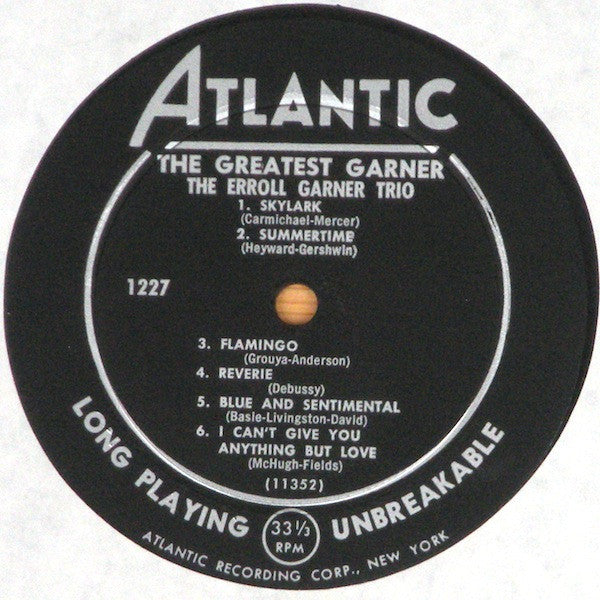 ATLANTIC
THE GREATEST GARNER
THE ERROLL GARNER TRIO
1. SKYLARK
(Carmichael-Mercer)
2. SUMMERTIME
(Heyward-Gershwin)
1227
3. FLAMINGO
(Grouya-Anderson)
4. REVERIE
(Debussy)
5. BLUE AND SENTIMENTAL
(Basie-Livingston-David)
6. I CAN'T GIVE YOU
ANYTHING BUT LOVE
(McHugh-Fields)
(11352)
LONG PLAYING 33⅓ RPM UNBREAKABLE
ATLANTIC RECORDING CORP., NEW YORK